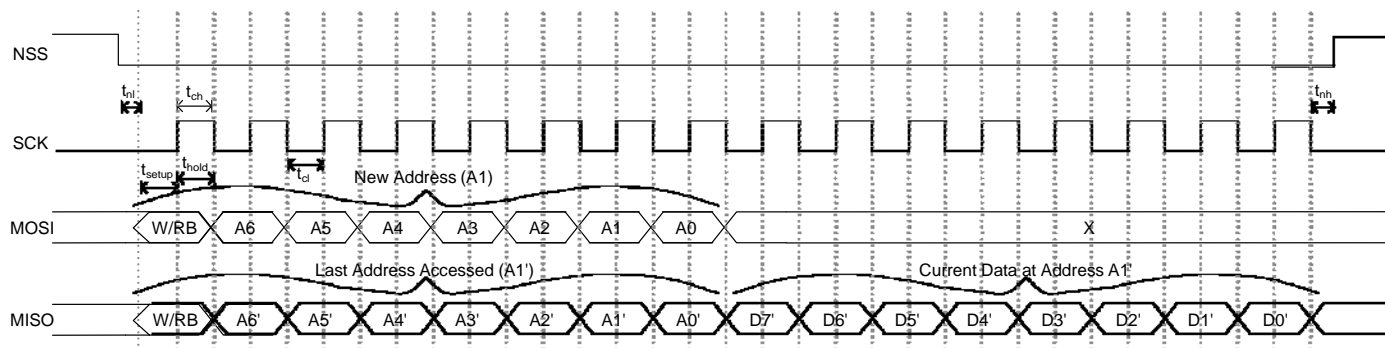 NSS
t_nl
t_ch
t_nh
SCK
t_setup
t_hold
t_cl
New Address (A1)
MOSI W/RB A6 A5 A4 A3 A2 A1 A0 X
Last Address Accessed (A1') Current Data at Address A1'
MISO W/RB A6' A5' A4' A3' A2' A1' A0' D7' D6' D5' D4' D3' D2' D1' D0'